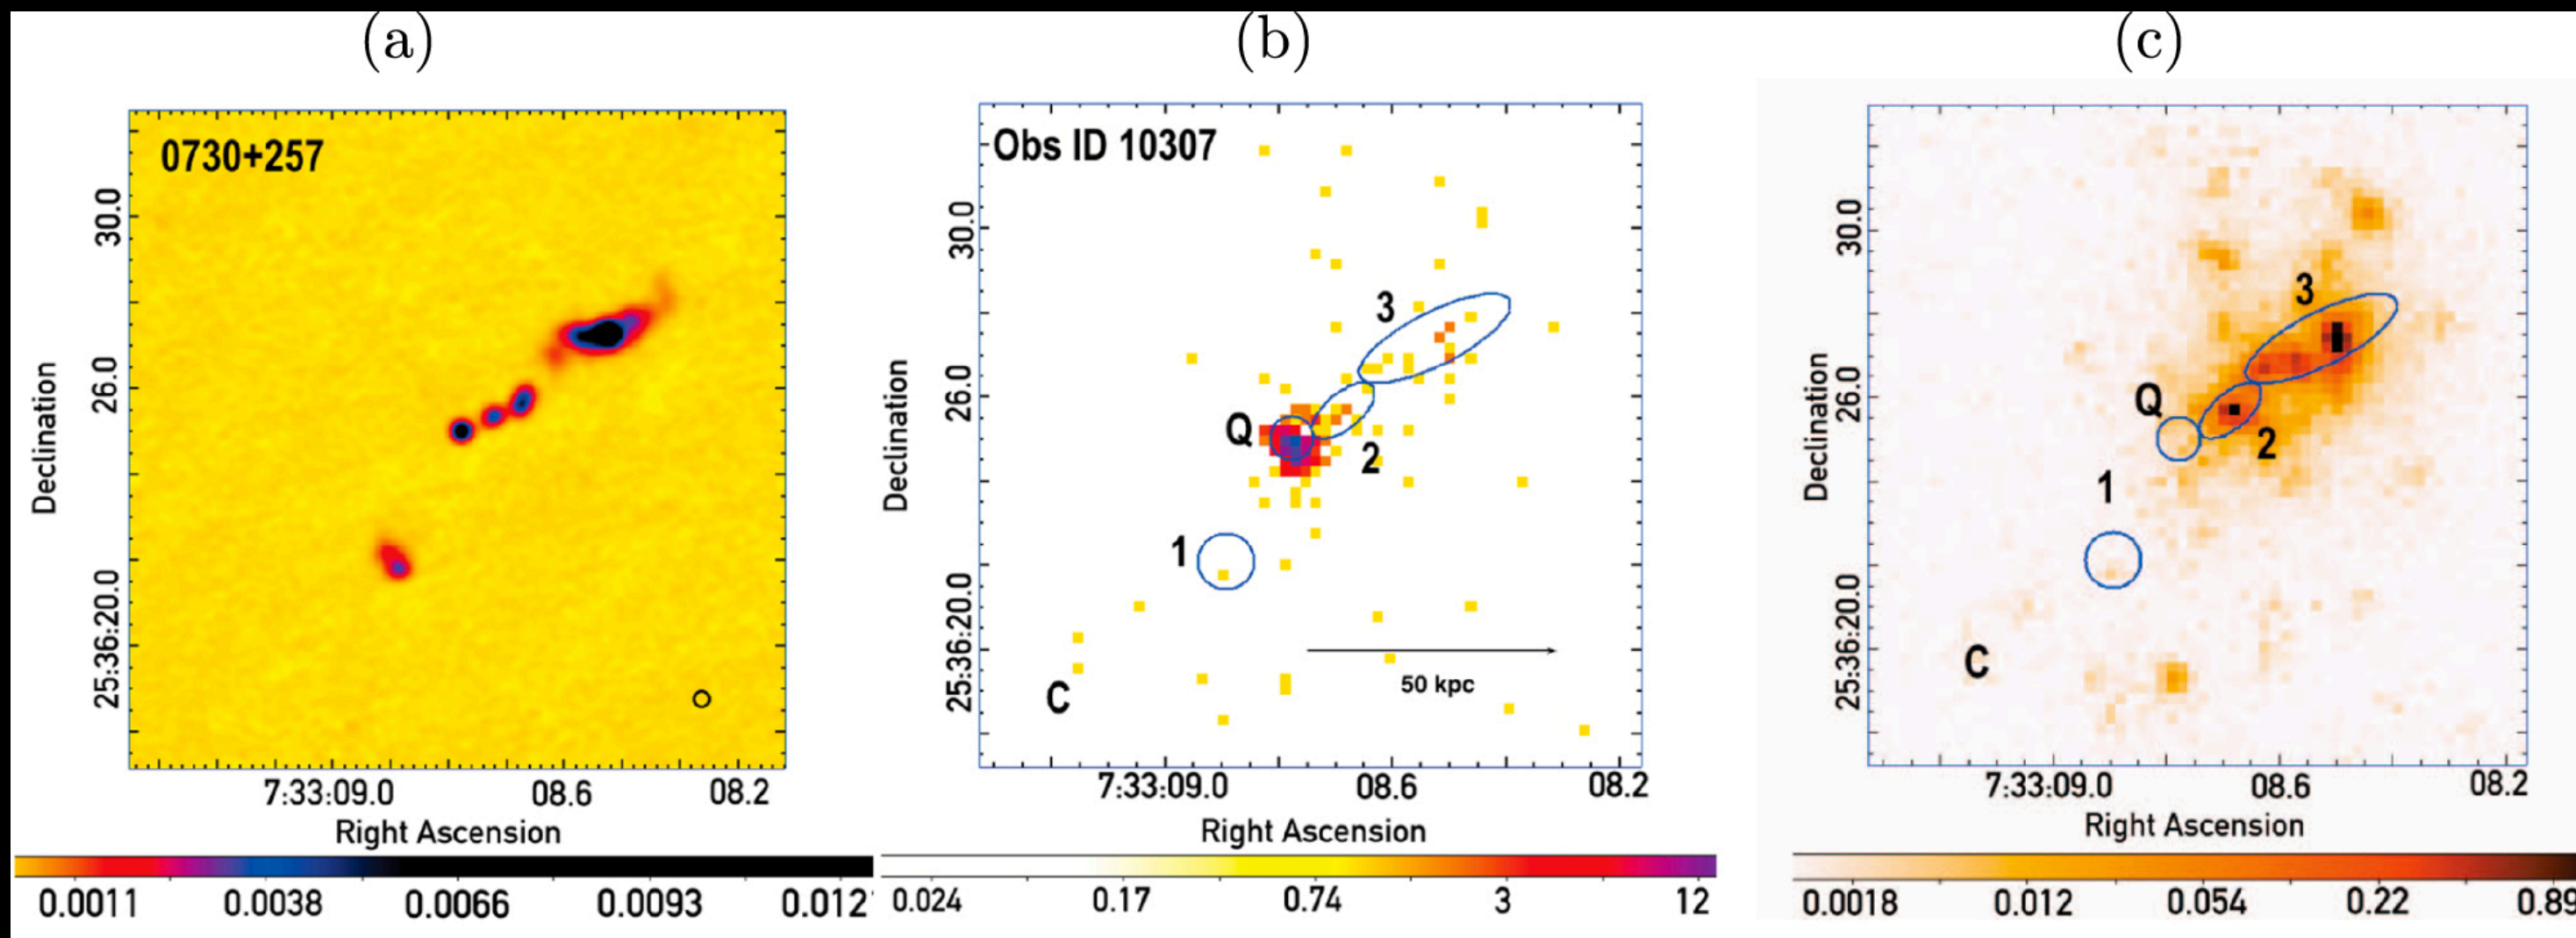 (a)
(b)
(c)
0730+257
Declination
30.0
26.0
25:36:20.0
7:33:09.0 08.6 08.2
Right Ascension
0.0011 0.0038 0.0066 0.0093 0.012
Obs ID 10307
Declination
30.0
26.0
25:36:20.0
3
Q
2
1
50 kpc
C
7:33:09.0 08.6 08.2
Right Ascension
0.024 0.17 0.74 3 12
Declination
30.0
26.0
25:36:20.0
3
Q
2
1
C
7:33:09.0 08.6 08.2
Right Ascension
0.0018 0.012 0.054 0.22 0.89